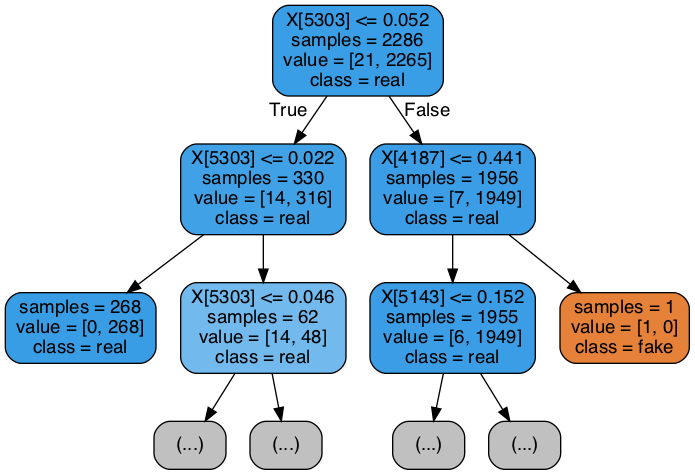 X[5303] <= 0.052
samples = 2286
value = [21, 2265]
class = real
True
False
X[5303] <= 0.022
samples = 330
value = [14, 316]
class = real
X[4187] <= 0.441
samples = 1956
value = [7, 1949]
class = real
samples = 268
value = [0, 268]
class = real
X[5303] <= 0.046
samples = 62
value = [14, 48]
class = real
X[5143] <= 0.152
samples = 1955
value = [6, 1949]
class = real
samples = 1
value = [1, 0]
class = fake
(...)
(...)
(...)
(...)